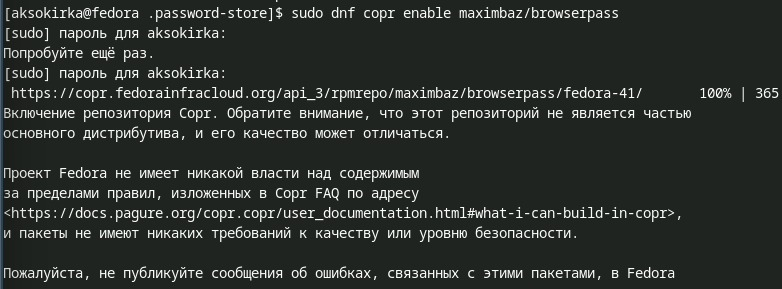 [aksokirka@fedora .password-store]$ sudo dnf copr enable maximbaz/browserpass
[sudo] пароль для aksokirka:
Попробуйте ещё раз.
[sudo] пароль для aksokirka:
https://copr.fedorainfracloud.org/api_3/rpmrepo/maximbaz/browserpass/fedora-41/ 100% | 365
Включение репозитория Copr. Обратите внимание, что этот репозиторий не является частью
основного дистрибутива, и его качество может отличаться.
Проект Fedora не имеет никакой власти над содержимым
за пределами правил, изложенных в Copr FAQ по адресу
<https://docs.pagure.org/copr.copr/user_documentation.html#what-i-can-build-in-copr>,
и пакеты не имеют никаких требований к качеству или уровню безопасности.
Пожалуйста, не публикуйте сообщения об ошибках, связанных с этими пакетами, в Fedora